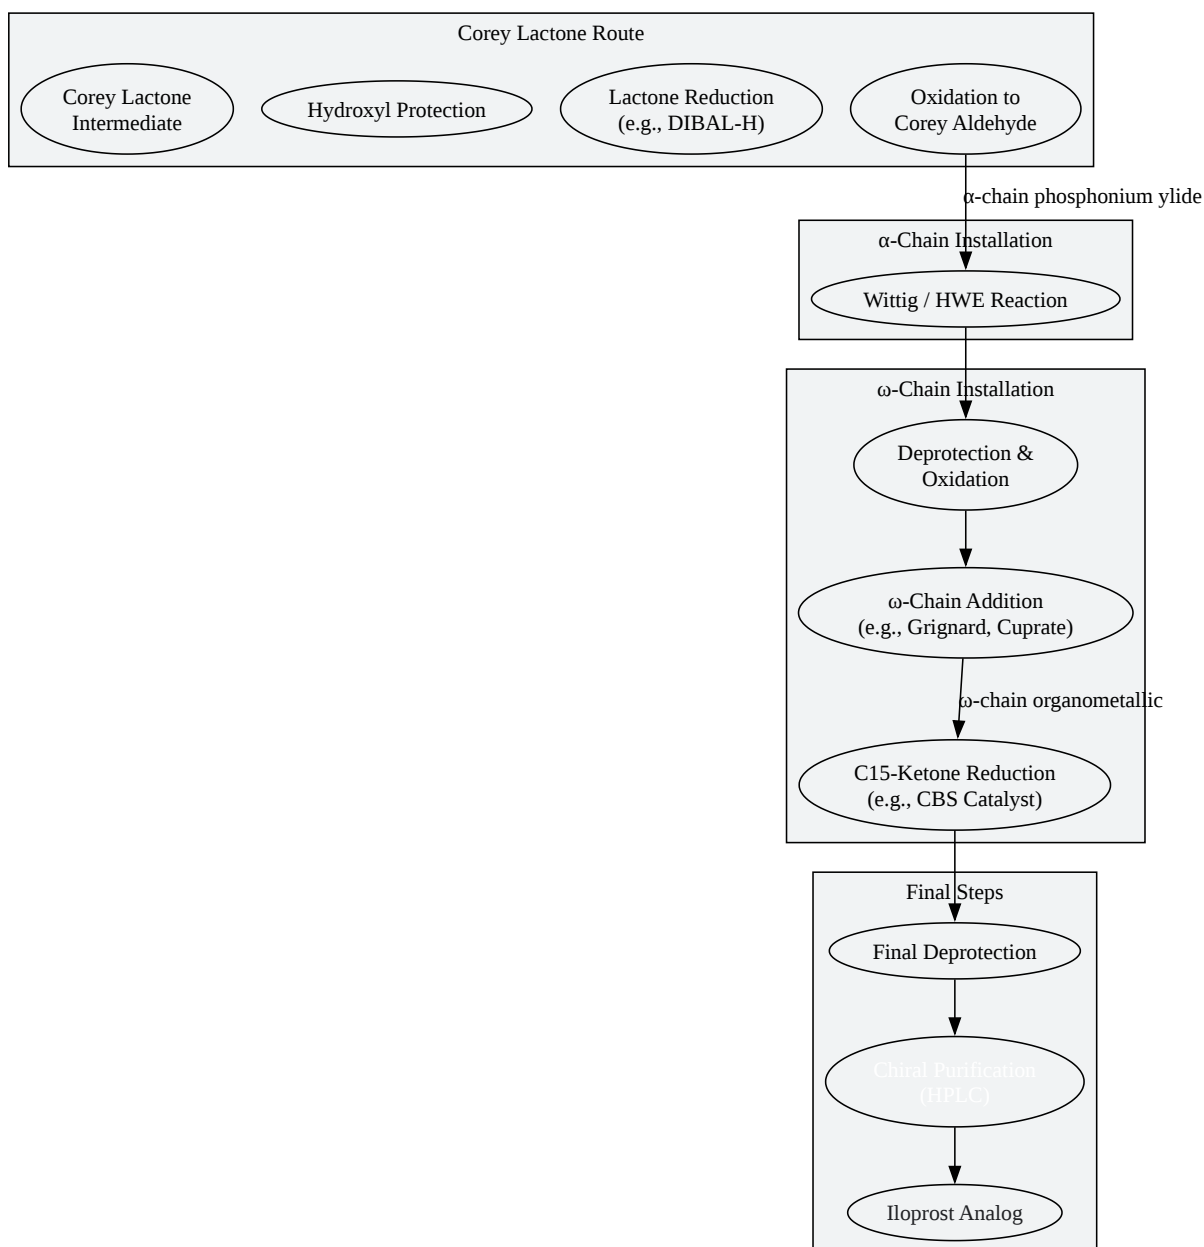 Corey Lactone Route
Corey Lactone
Intermediate
Hydroxyl Protection
Lactone Reduction
(e.g., DIBAL-H)
Oxidation to
Corey Aldehyde
α-chain phosphonium ylide
α-Chain Installation
Wittig / HWE Reaction
ω-Chain Installation
Deprotection &
Oxidation
ω-Chain Addition
(e.g., Grignard, Cuprate)
ω-chain organometallic
C15-Ketone Reduction
(e.g., CBS Catalyst)
Final Steps
Final Deprotection
Chiral Purification
(HPLC)
Iloprost Analog